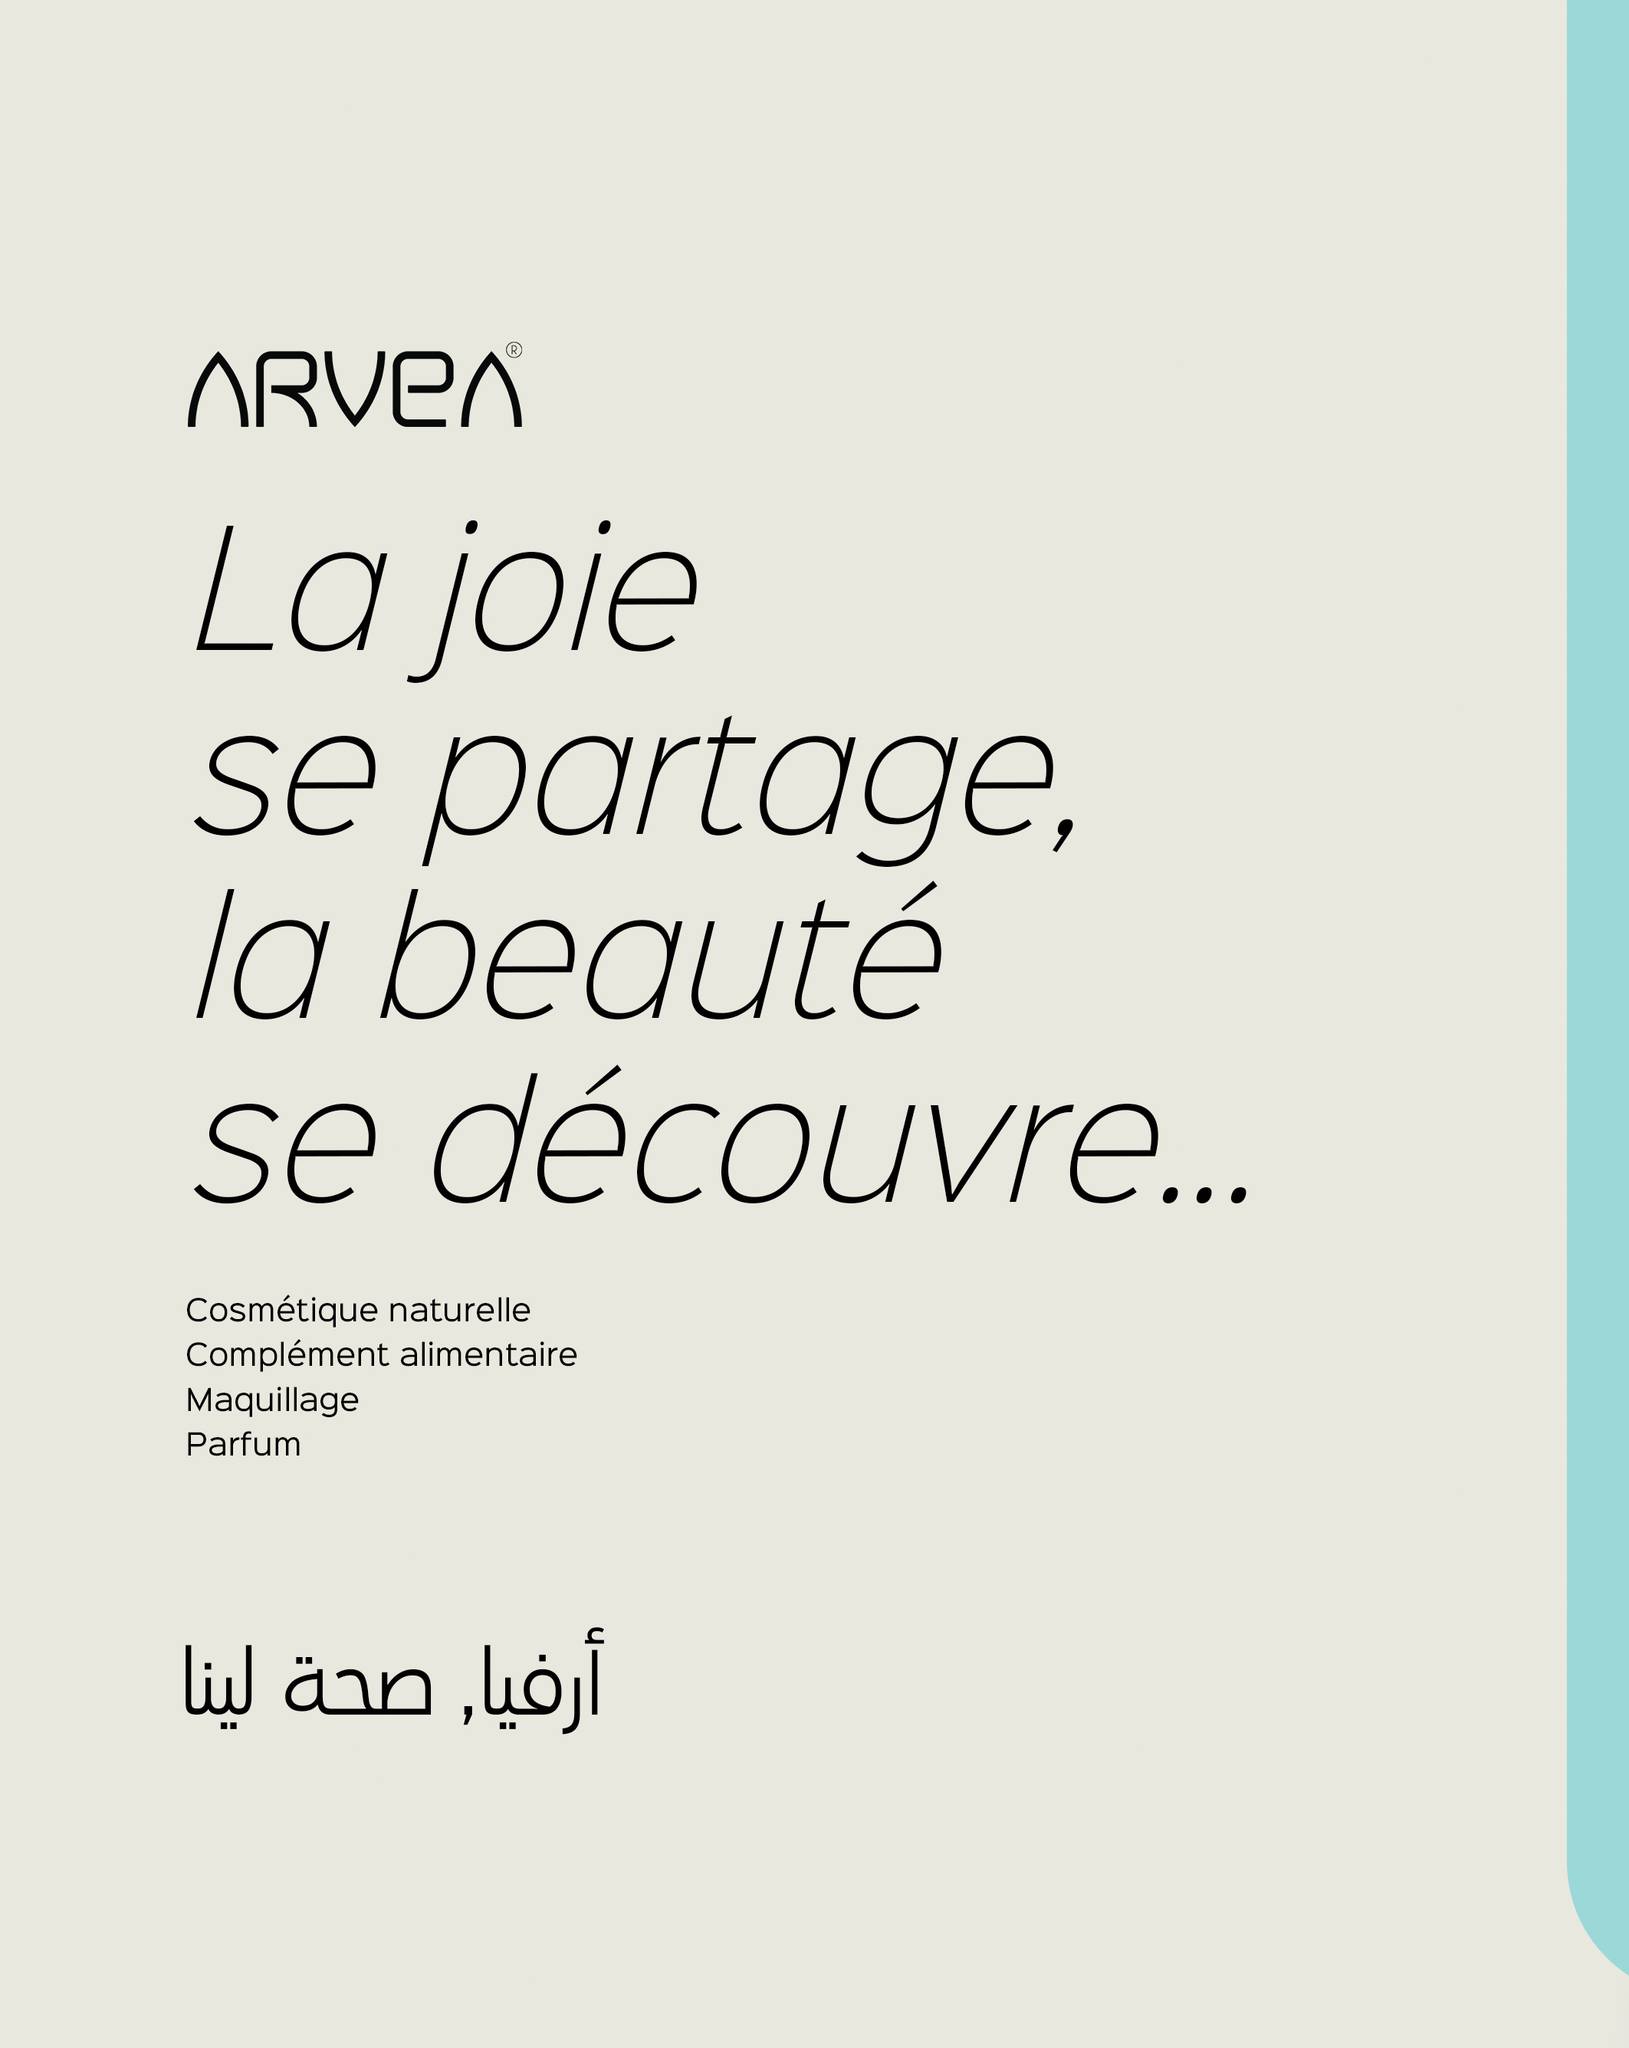 ARVEA®
La joie
se partage,
la beauté
se découvre...
Cosmétique naturelle
Complément alimentaire
Maquillage
Parfum
أرفيا, صحة لينا